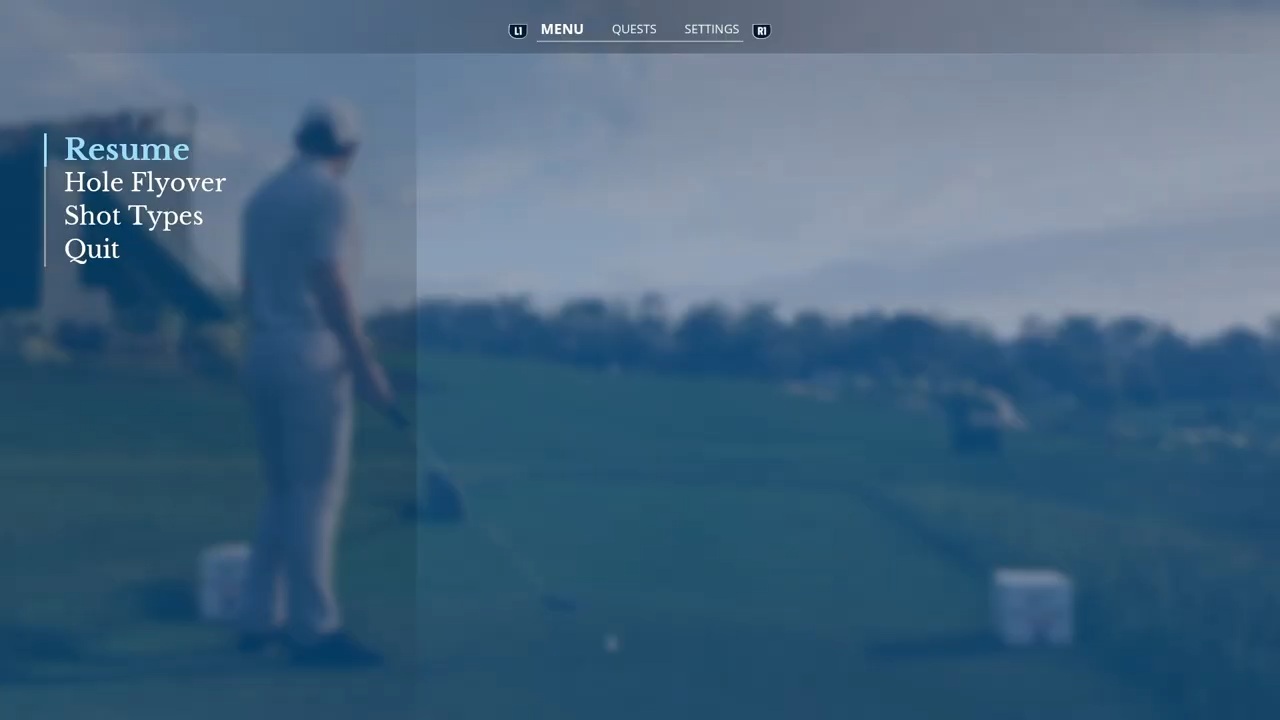 L1 MENU QUESTS SETTINGS R1
Resume
Hole Flyover
Shot Types
Quit